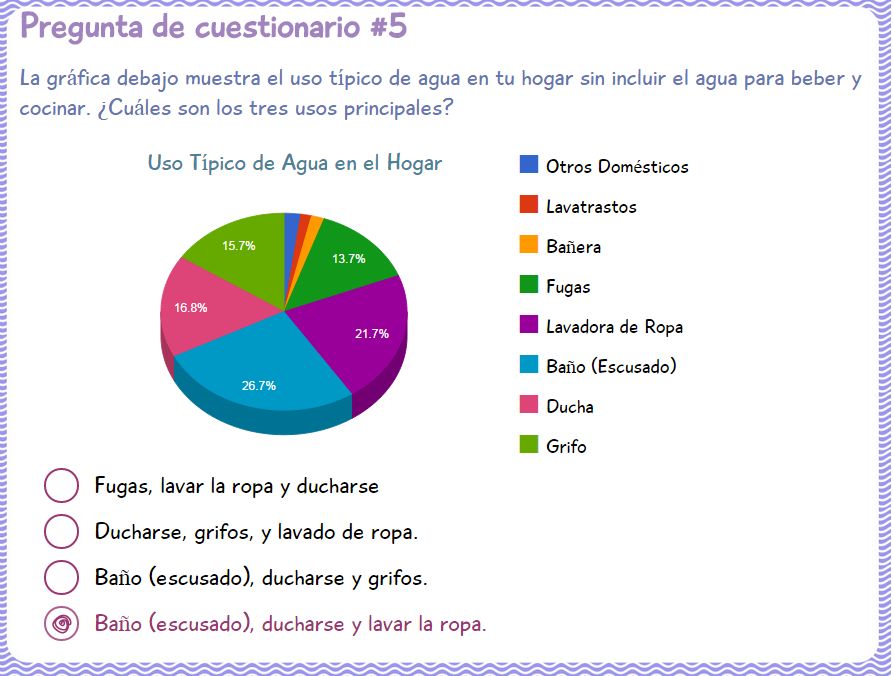 Pregunta de cuestionario #5
La gráfica debajo muestra el uso típico de agua en tu hogar sin incluir el agua para beber y
cocinar. ¿Cuáles son los tres usos principales?
Uso Típico de Agua en el Hogar
15.7%
13.7%
16.8%
21.7%
26.7%
Otros Domésticos
Lavatrastos
Bañera
Fugas
Lavadora de Ropa
Baño (Escusado)
Ducha
Grifo
Fugas, lavar la ropa y ducharse
Ducharse, grifos, y lavado de ropa.
Baño (escusado), ducharse y grifos.
Baño (escusado), ducharse y lavar la ropa.